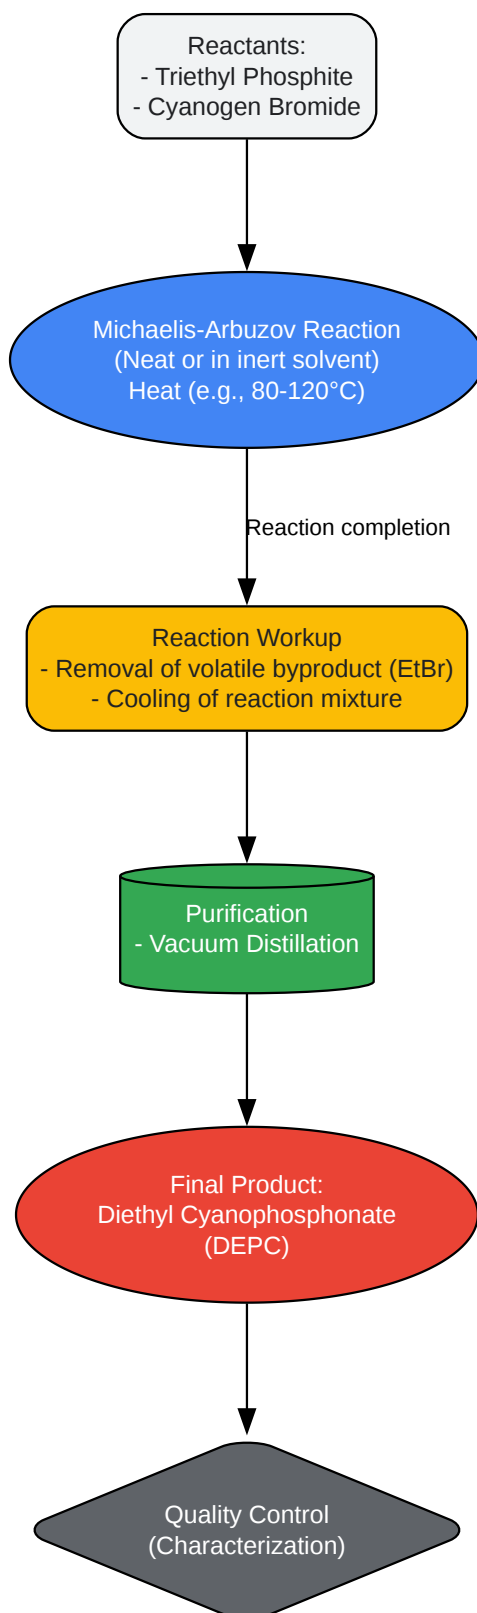 Reactants:
- Triethyl Phosphite
- Cyanogen Bromide
Michaelis-Arbuzov Reaction
(Neat or in inert solvent)
Heat (e.g., 80-120°C)
Reaction completion
Reaction Workup
- Removal of volatile byproduct (EtBr)
- Cooling of reaction mixture
Purification
- Vacuum Distillation
Final Product:
Diethyl Cyanophosphonate
(DEPC)
Quality Control
(Characterization)